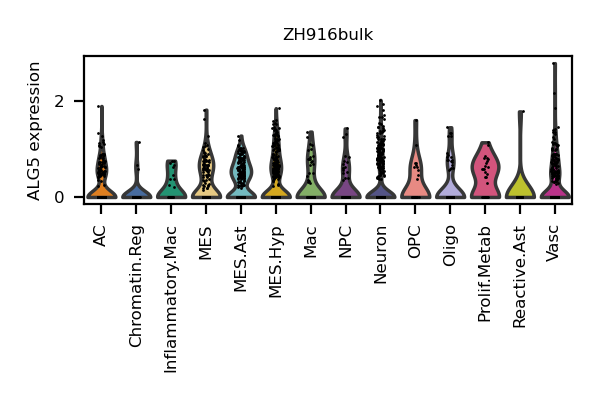 ZH916bulk
ALG5 expression
2
0
AC
Chromatin.Reg
Inflammatory.Mac
MES
MES.Ast
MES.Hyp
Mac
NPC
Neuron
OPC
Oligo
Prolif.Metab
Reactive.Ast
Vasc